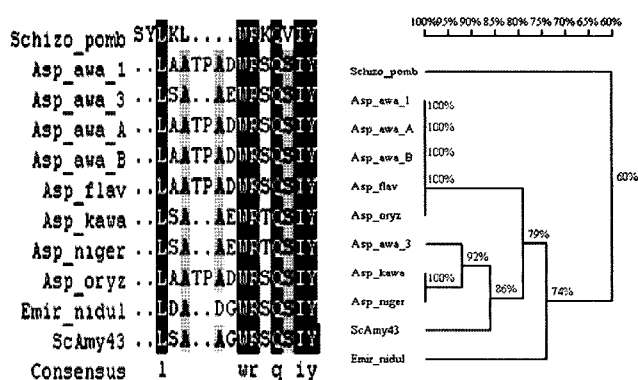 Schizo_pomb SYLKL....WRKQVIY
Asp_awa_1 ..LAATPADWRSQSIY
Asp_awa_3 ..LSA..AEWRSQSIY
Asp_awa_A ..LAATPADWRSQSIY
Asp_awa_B ..LAATPADWRSQSIY
Asp_flav ..LAATPADWRSQSIY
Asp_kawa ..LSA..AEWRTQSIY
Asp_niger ..LSA..AEWRTQSIY
Asp_oryz ..LAATPADWRSQSIY
Emir_nidul ..LDA..DGWRSQSIY
ScAmy43 ..LSA..AGWRSQSIY
Consensus l wr q iy
100% 95% 90% 85% 80% 75% 70% 65% 60%
Schizo_pomb
Asp_awa_1
100%
Asp_awa_A
100%
Asp_awa_B
100%
Asp_flav
100%
Asp_oryz
60%
79%
Asp_awa_3
92%
Asp_kawa
100%
86%
74%
Asp_niger
ScAmy43
Emir_nidul